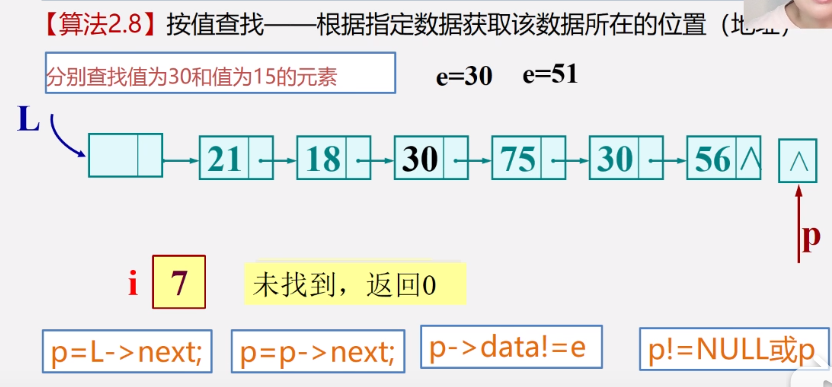 【算法2.8】按值查找——根据指定数据获取该数据所在的位置（地址）
分别查找值为30和值为15的元素
e=30 e=51
L
21 18 30 75 30 56 ∧ ∧
p
i 7 未找到，返回0
p=L->next; p=p->next; p->data!=e p!=NULL或p